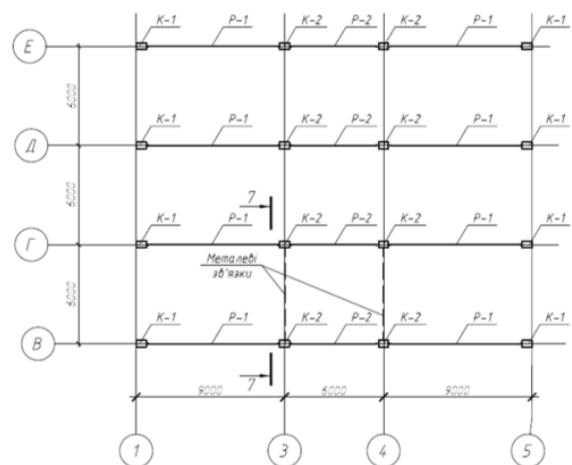 К-1 Р-1 К-2 Р-2 К-2 Р-1 К-1
Е
6000
К-1 Р-1 К-2 Р-2 К-2 Р-1 К-1
Д
6000
7
К-1 Р-1 К-2 Р-2 К-2 Р-1 К-1
Г
Металеві
зв'язки
6000
К-1 Р-1 К-2 Р-2 К-2 Р-1 К-1
В
7
9000 6000 9000
1 3 4 5